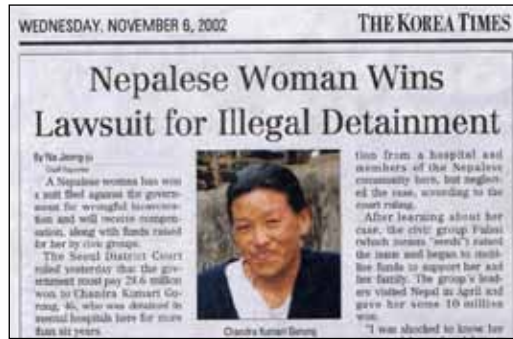 WEDNESDAY, NOVEMBER 6, 2002 THE KOREA TIMES
Nepalese Woman Wins
Lawsuit for Illegal Detainment
By Na Jeong-ju
Staff Reporter
A Nepalese woman has won
a suit filed against the govern-
ment for wrongful
tion and will receive compen-
sation, along with funds raised
for her by civic groups.
The Seoul District Court
ruled yesterday that the gov-
ernment must pay 28.6 million
won to Chandra Kumari Gu-
rung, 46, who was detained in
mental hospitals here for more
than six years.
Chandra Kumari Gurung
tion from a hospital and
members of the Nepalese
community here, but neglect-
ed the case, according to the
court ruling.
After learning about her
case, the civic group
(which means "seeds") raised
the issue and began to
funds to support her and
her family. The group's lead-
ers visited Nepal in April and
gave her some 10 million
won.
"I was shocked to know her